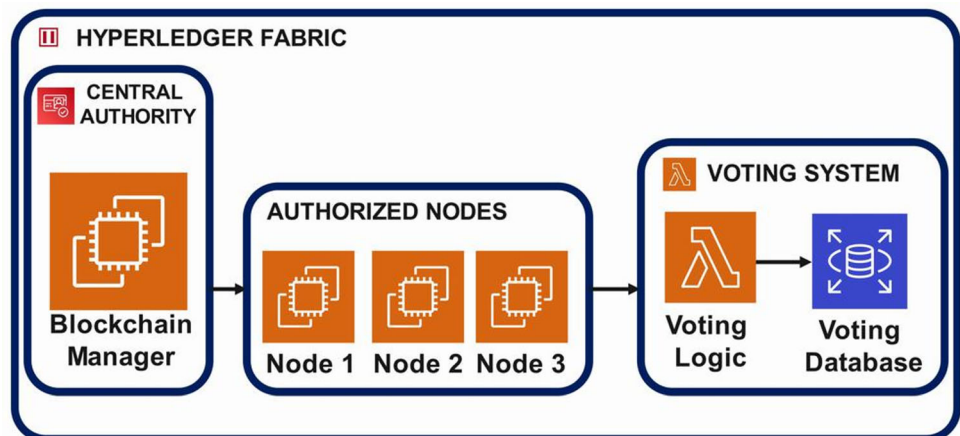 HYPERLEDGER FABRIC
CENTRAL
AUTHORITY
Blockchain
Manager
AUTHORIZED NODES
Node 1
Node 2
Node 3
VOTING SYSTEM
Voting
Logic
Voting
Database